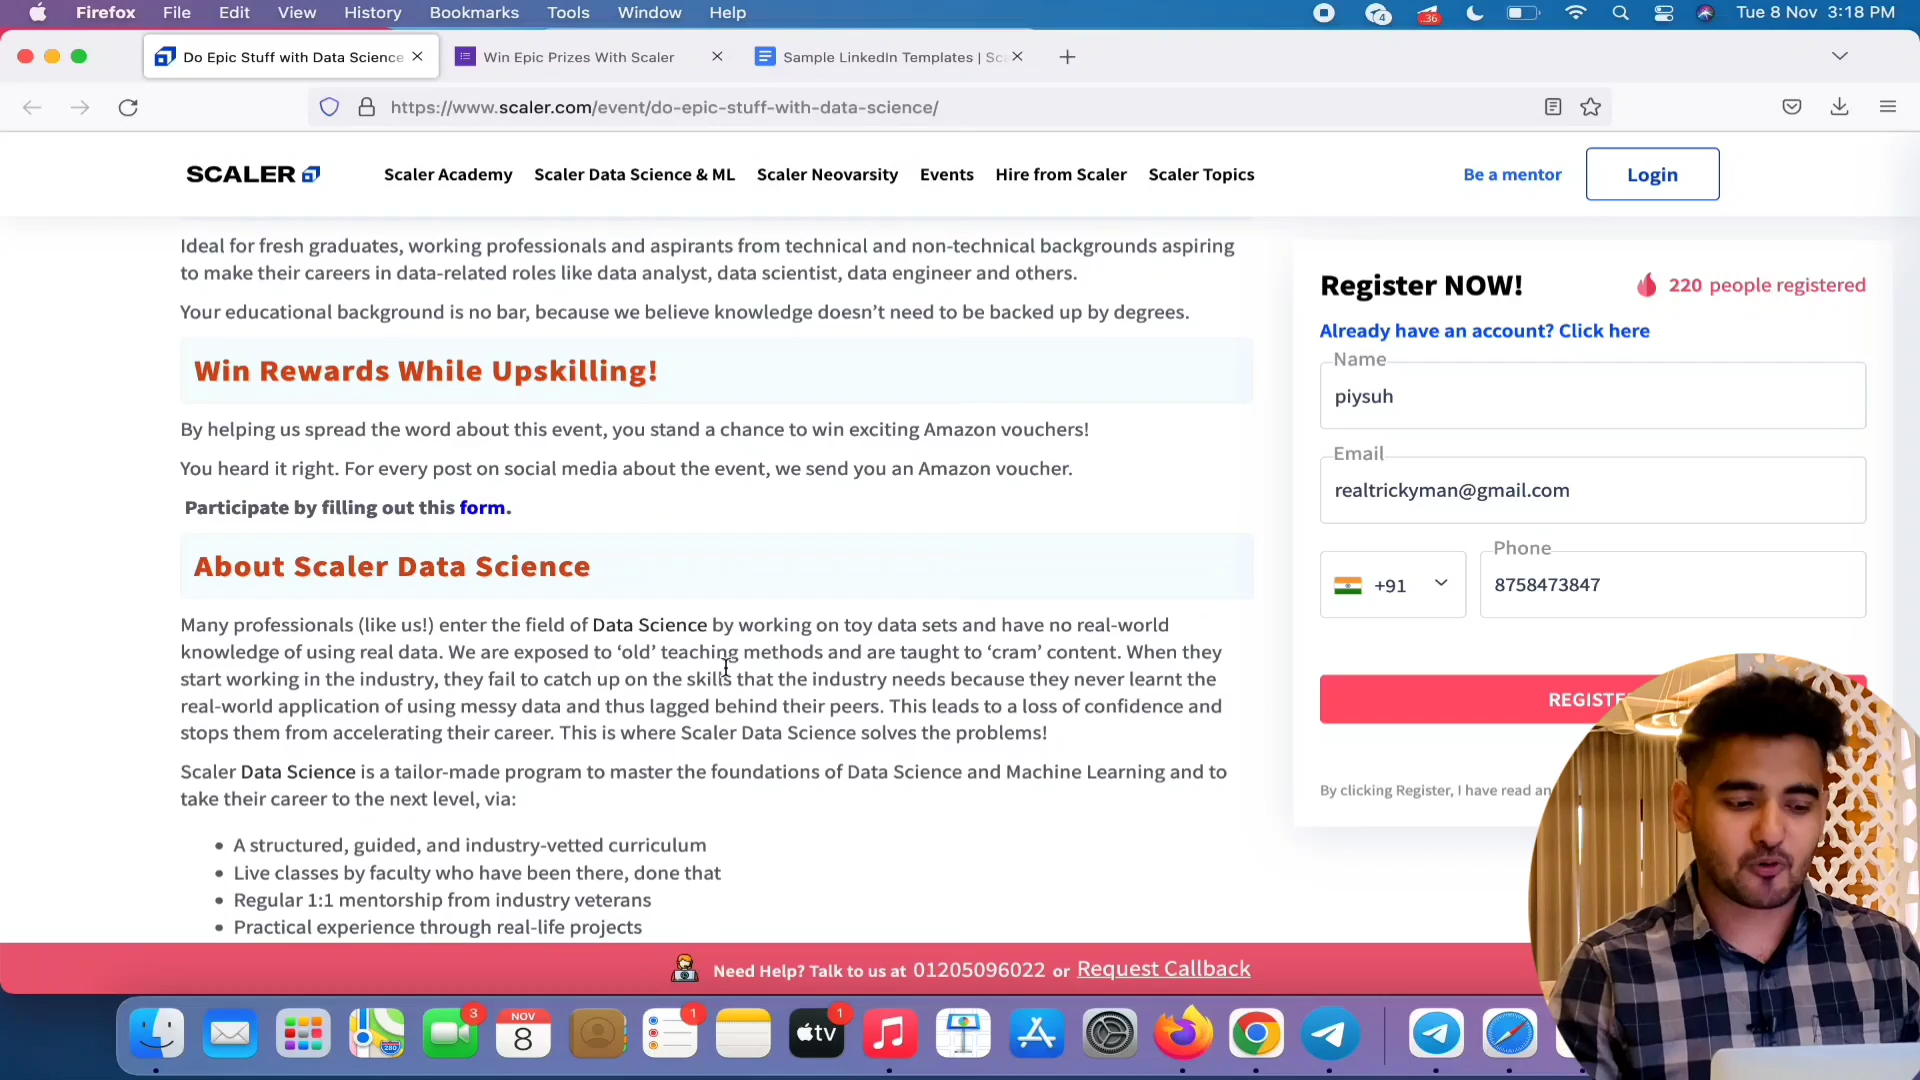 Firefox File Edit View History Bookmarks Tools Window Help 4 36 Tue 8 Nov 3:18 PM
Do Epic Stuff with Data Science
Win Epic Prizes With Scaler
Sample LinkedIn Templates | Sc
https://www.scaler.com/event/do-epic-stuff-with-data-science/
SCALER Scaler Academy Scaler Data Science & ML Scaler Neovarsity Events Hire from Scaler Scaler Topics Be a mentor Login
Ideal for fresh graduates, working professionals and aspirants from technical and non-technical backgrounds aspiring
to make their careers in data-related roles like data analyst, data scientist, data engineer and others.
Your educational background is no bar, because we believe knowledge doesn’t need to be backed up by degrees.
Win Rewards While Upskilling!
By helping us spread the word about this event, you stand a chance to win exciting Amazon vouchers!
You heard it right. For every post on social media about the event, we send you an Amazon voucher.
Participate by filling out this form.
About Scaler Data Science
Many professionals (like us!) enter the field of Data Science by working on toy data sets and have no real-world
knowledge of using real data. We are exposed to ‘old’ teaching methods and are taught to ‘cram’ content. When they
start working in the industry, they fail to catch up on the skills that the industry needs because they never learnt the
real-world application of using messy data and thus lagged behind their peers. This leads to a loss of confidence and
stops them from accelerating their career. This is where Scaler Data Science solves the problems!
Scaler Data Science is a tailor-made program to master the foundations of Data Science and Machine Learning and to
take their career to the next level, via:
• A structured, guided, and industry-vetted curriculum
• Live classes by faculty who have been there, done that
• Regular 1:1 mentorship from industry veterans
• Practical experience through real-life projects
Register NOW!
220 people registered
Already have an account? Click here
Name
piysuh
Email
realtrickyman@gmail.com
+91
Phone
8758473847
REGISTE
By clicking Register, I have read an
Need Help? Talk to us at 01205096022 or Request Callback
3
NOV
8
1
tv
1
280